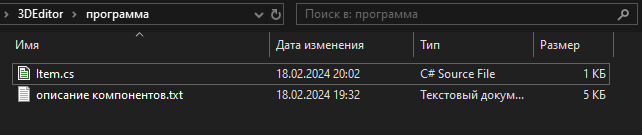 3DEditor > программа
Поиск в: программа
Имя Дата изменения Тип Размер
Item.cs 18.02.2024 20:02 C# Source File 1 КБ
описание компонентов.txt 18.02.2024 19:32 Текстовый докум... 5 КБ